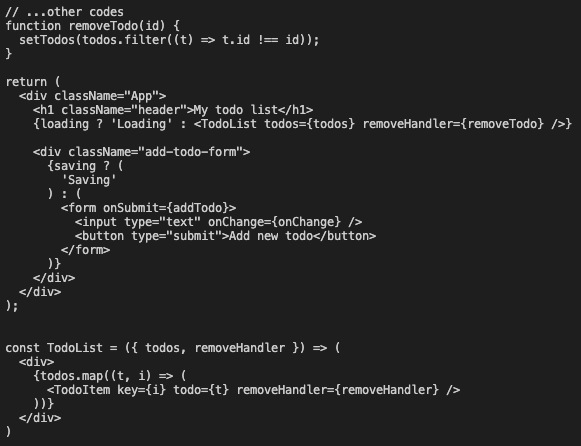 // ...other codes
function removeTodo(id) {
  setTodos(todos.filter((t) => t.id !== id));
}

return (
  <div className="App">
    <h1 className="header">My todo list</h1>
    {loading ? 'Loading' : <TodoList todos={todos} removeHandler={removeTodo} />}

    <div className="add-todo-form">
      {saving ? (
        'Saving'
      ) : (
        <form onSubmit={addTodo}>
          <input type="text" onChange={onChange} />
          <button type="submit">Add new todo</button>
        </form>
      )}
    </div>
  </div>
);


const TodoList = ({ todos, removeHandler }) => (
  <div>
    {todos.map((t, i) => (
      <TodoItem key={i} todo={t} removeHandler={removeHandler} />
    ))}
  </div>
)